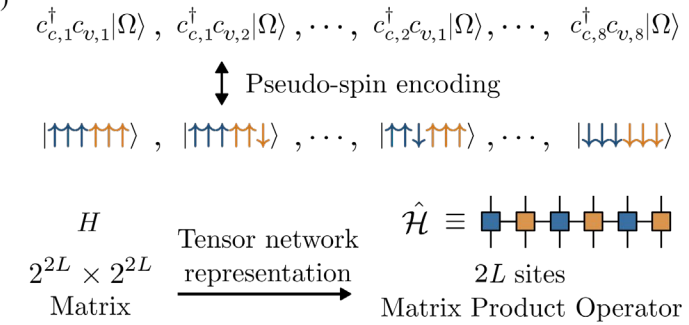 )
c†c,1cv,1|Ω⟩ , c†c,1cv,2|Ω⟩ , ··· , c†c,2cv,1|Ω⟩, ··· , c†c,8cv,8|Ω⟩
Pseudo-spin encoding
|↑↑↑↑↑↑⟩ , |↑↑↑↑↑↓⟩ , ··· , |↑↑↓↑↑↑⟩ , ··· , |↓↓↓↓↓↓⟩
H
Tensor network
representation
Ĥ ≡
2^{2L} × 2^{2L}
Matrix
2L sites
Matrix Product Operator